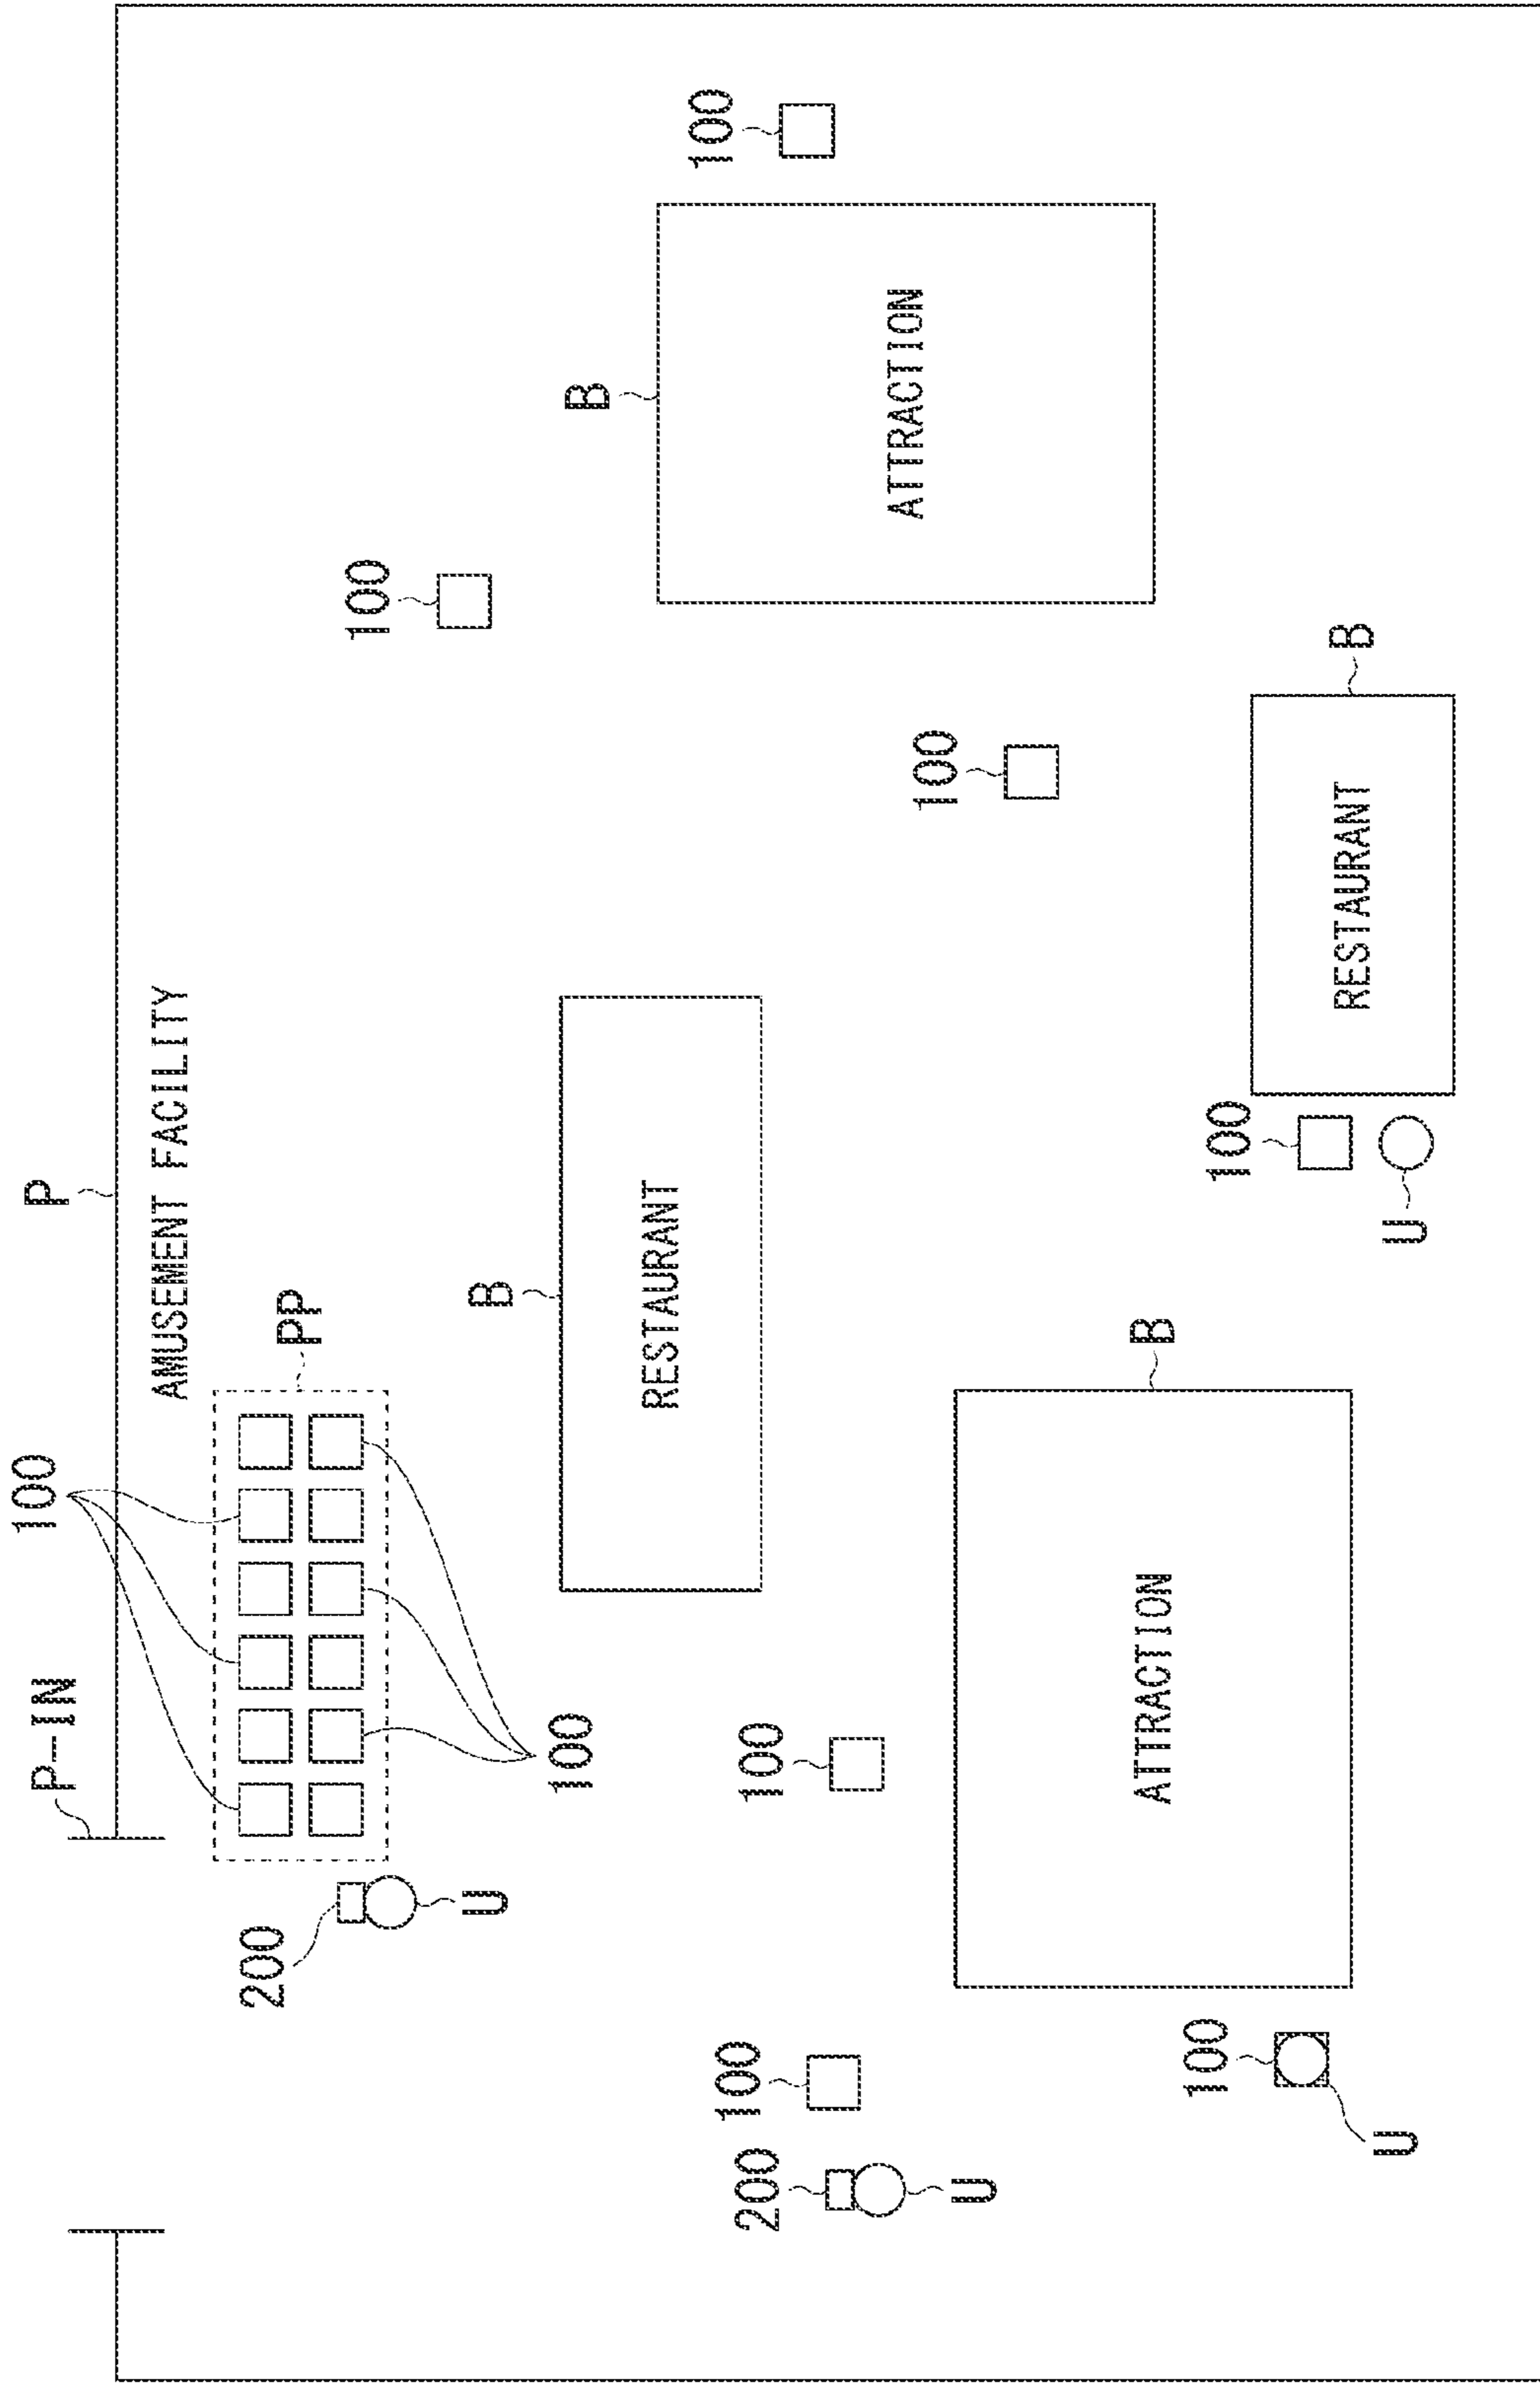 P-IN
100
P
AMUSEMENT FACILITY
200
PP
100
U
B
100
B
RESTAURANT
100
200
100
100
ATTRACTION
100
U
ATTRACTION
B
100
100
RESTAURANT
B
U
U